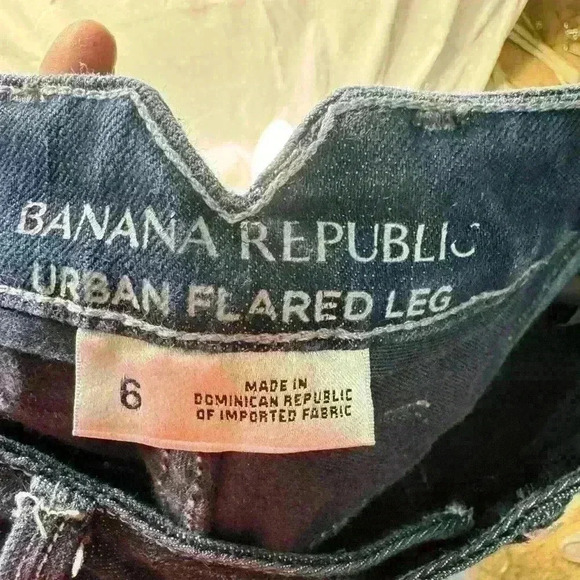 BANANA REPUBLIC
URBAN FLARED LEG
6
MADE IN
DOMINICAN REPUBLIC
OF IMPORTED FABRIC